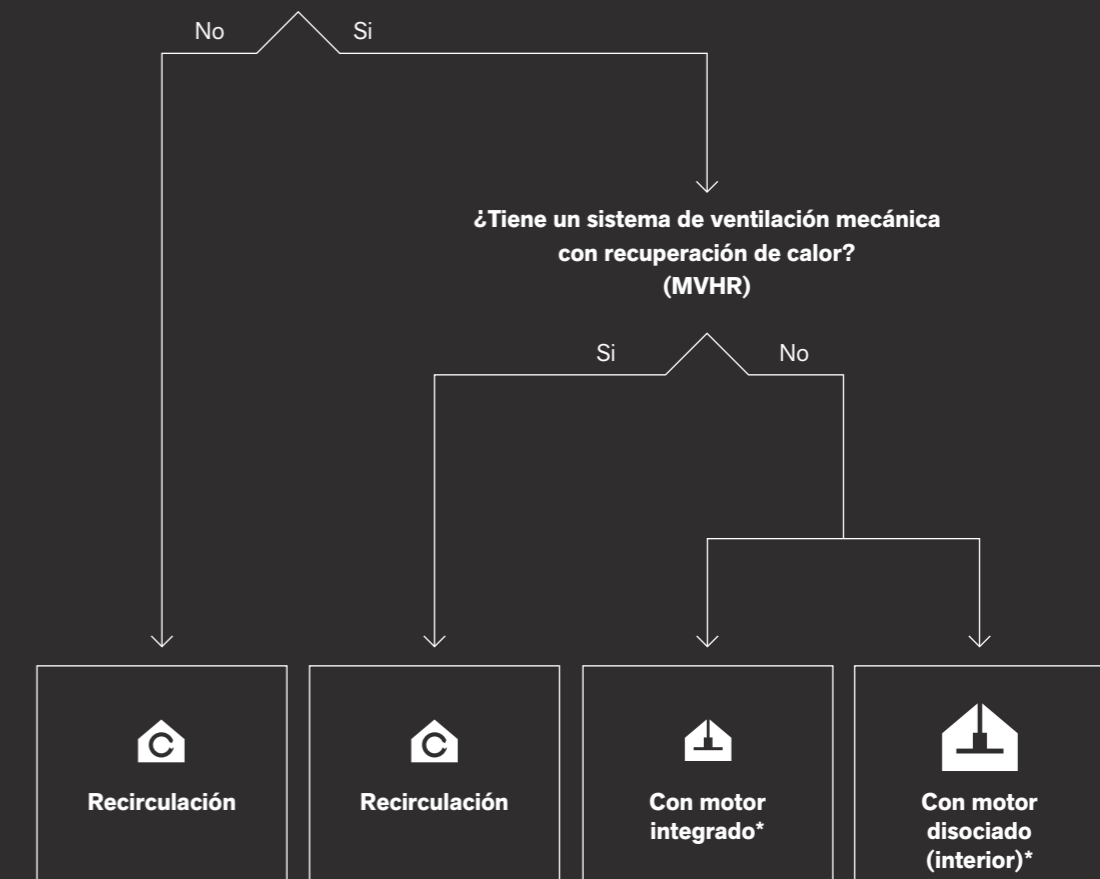 No
Si
¿Tiene un sistema de ventilación mecánica
con recuperación de calor?
(MVHR)
Si
No
Recirculación
Recirculación
Con motor
integrado*
Con motor
disociado
(interior)*